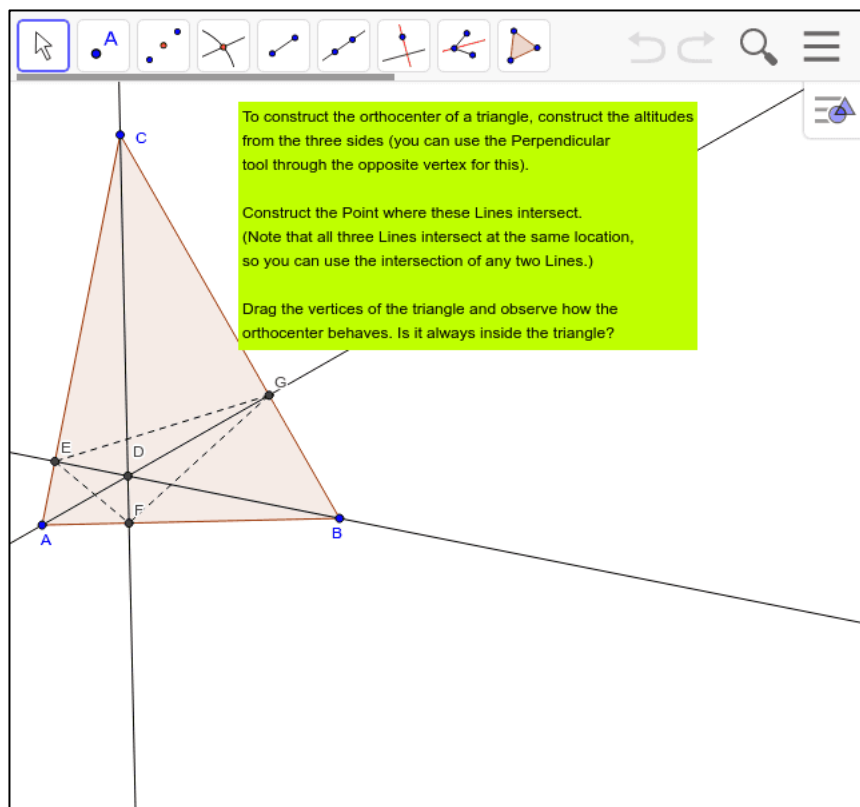 A
To construct the orthocenter of a triangle, construct the altitudes
from the three sides (you can use the Perpendicular
tool through the opposite vertex for this).
Construct the Point where these Lines intersect.
(Note that all three Lines intersect at the same location,
so you can use the intersection of any two Lines.)
Drag the vertices of the triangle and observe how the
orthocenter behaves. Is it always inside the triangle?
C
G
E
D
F
A
B